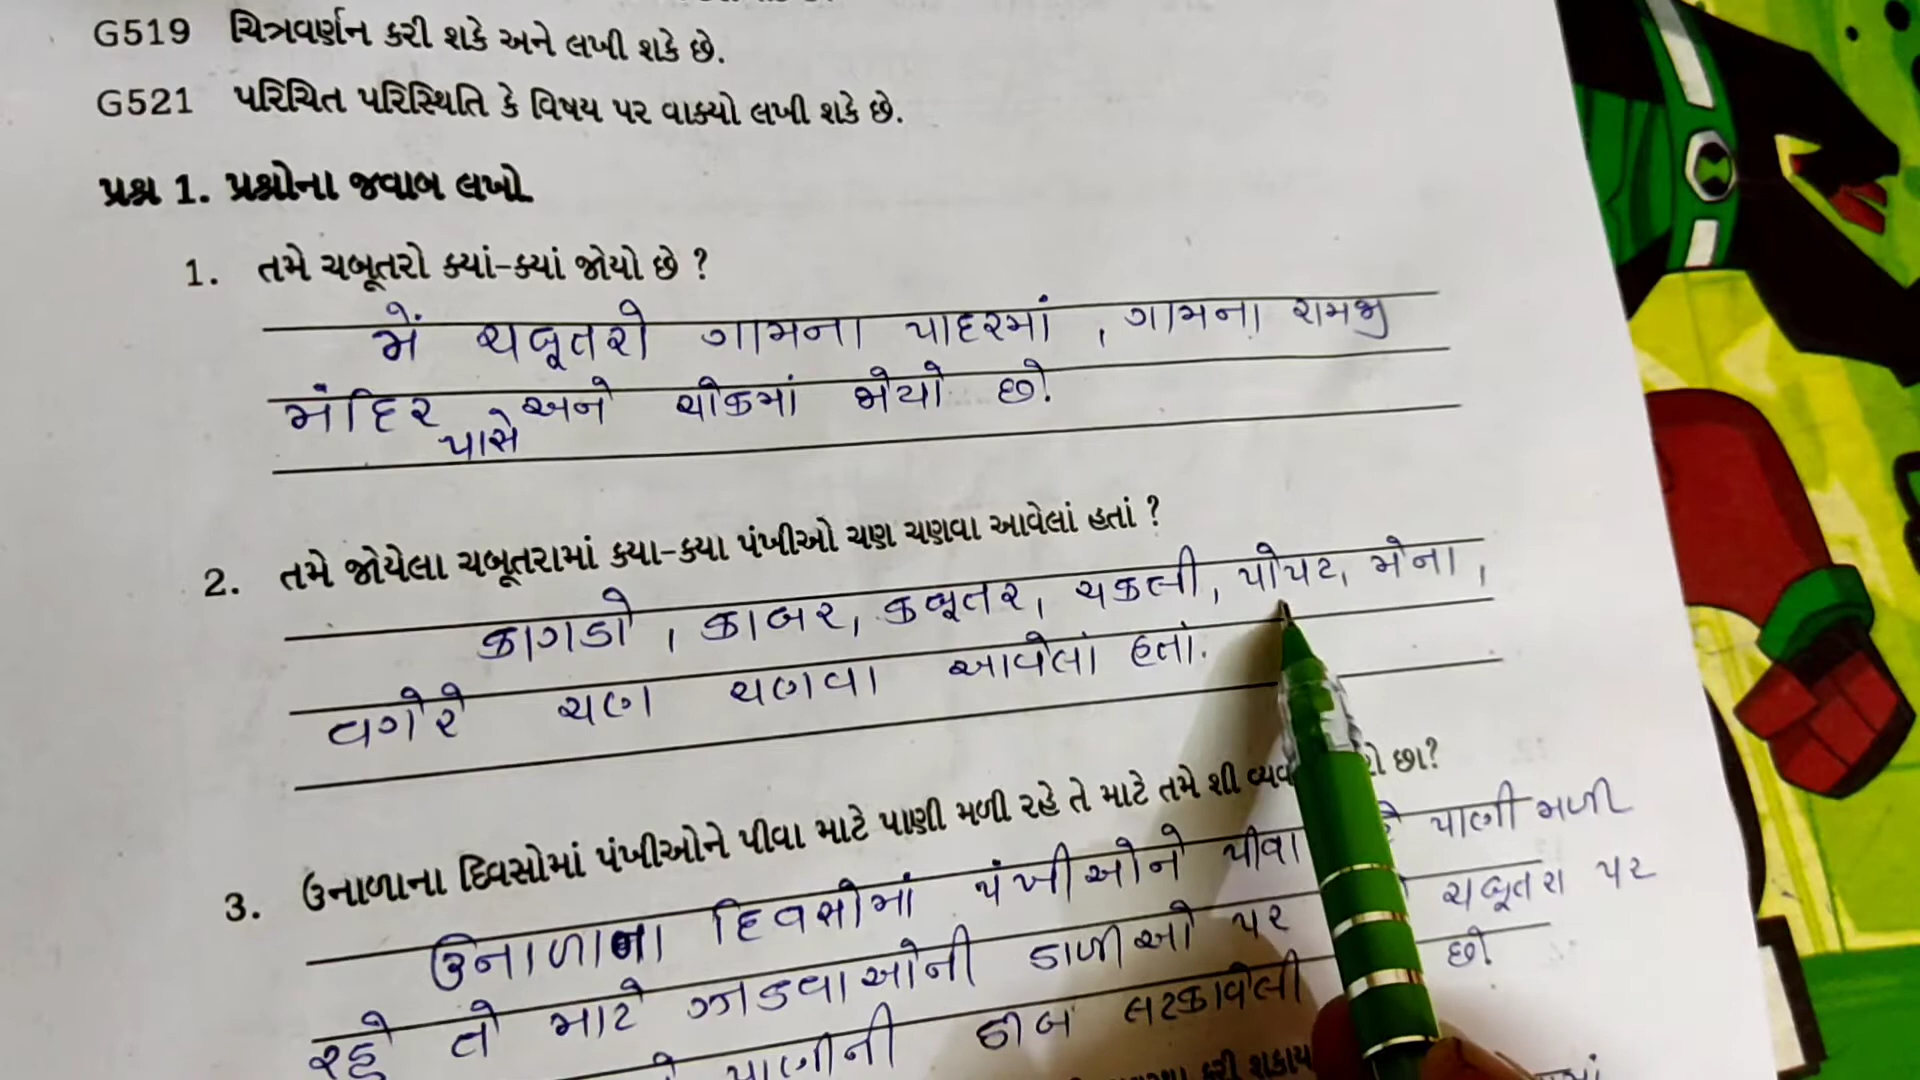 G519 ચિત્રવર્ણન કરી શકે અને લખી શકે છે.
G521 પરિચિત પરિસ્થિતિ કે વિષય પર વાક્યો લખી શકે છે.
પ્રશ્ન 1. પ્રશ્નોના જવાબ લખો.
1. તમે ચબૂતરો ક્યાં-ક્યાં જોયો છે ?
મેં ચબૂતરો ગામના પાદરમાં, ગામના રામજી
મંદિર પાસે અને ચોકમાં જોયો છે.
2. તમે જોયેલા ચબૂતરામાં ક્યા-ક્યા પંખીઓ ચણ ચણવા આવેલાં હતાં ?
કાગડો, કાબર, કબૂતર, ચકલી, પોપટ, મેના,
વગેરે ચણ ચણવા આવેલાં હતાં.
3. ઉનાળાના દિવસોમાં પંખીઓને પીવા માટે પાણી મળી રહે તે માટે તમે શી છો?
ઉનાળાના દિવસોમાં પંખીઓને પીવા પાણી મળી
રહે તે માટે ઝાડવાઓની ડાળીઓ પર ચબૂતરા પર
પાણીની લટકાવેલી છે
કરી શકાય